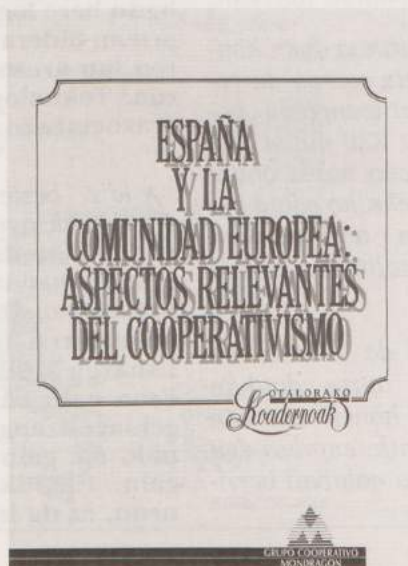 ESPAÑA
Y LA
COMUNIDAD EUROPEA:
ASPECTOS RELEVANTES
DEL COOPERATIVISMO
OTALORAKO
Koadernoak
GRUPO COOPERATIVO
MONDRAGON